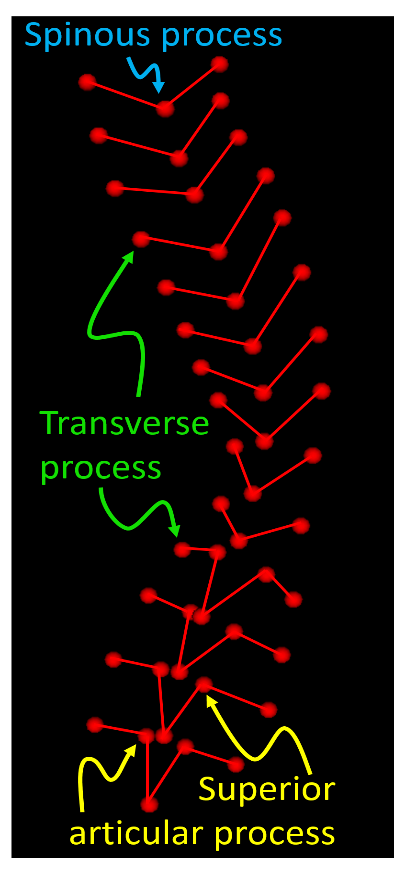 Spinous process
Transverse
process
Superior
articular process